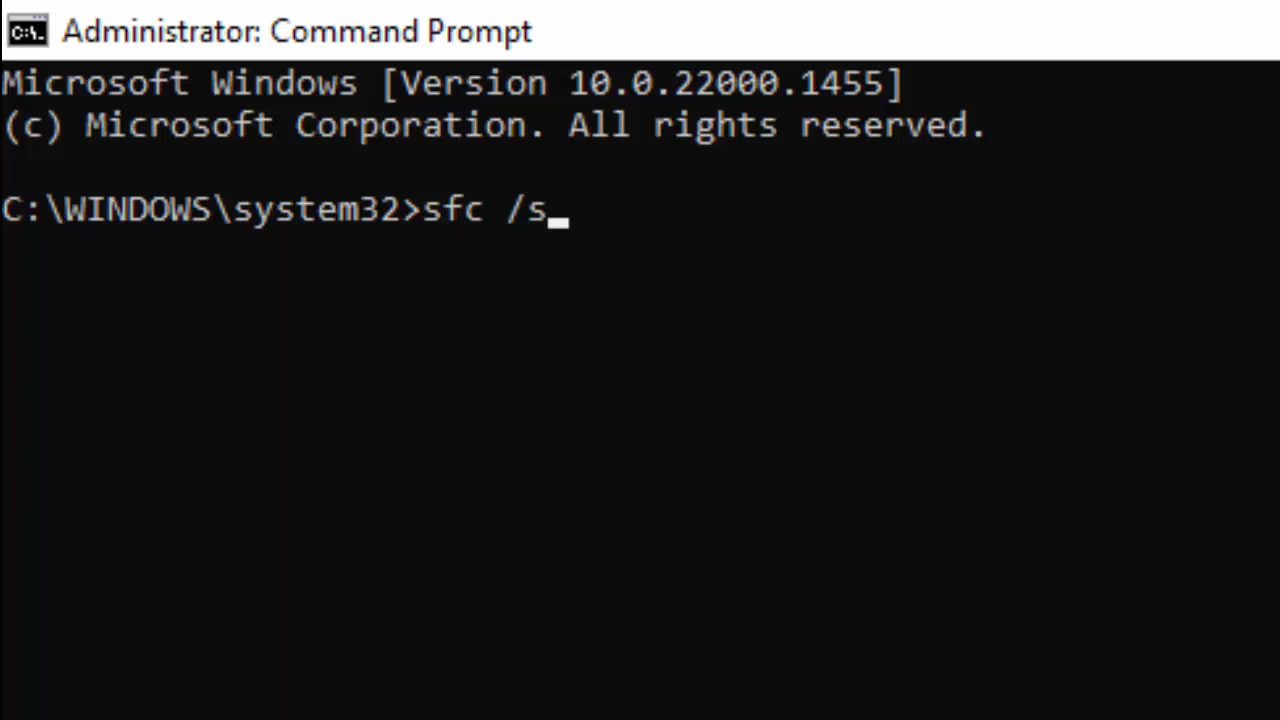 C:\.
Administrator: Command Prompt
Microsoft Windows [Version 10.0.22000.1455]
(c) Microsoft Corporation. All rights reserved.
C:\WINDOWS\system32>sfc /s